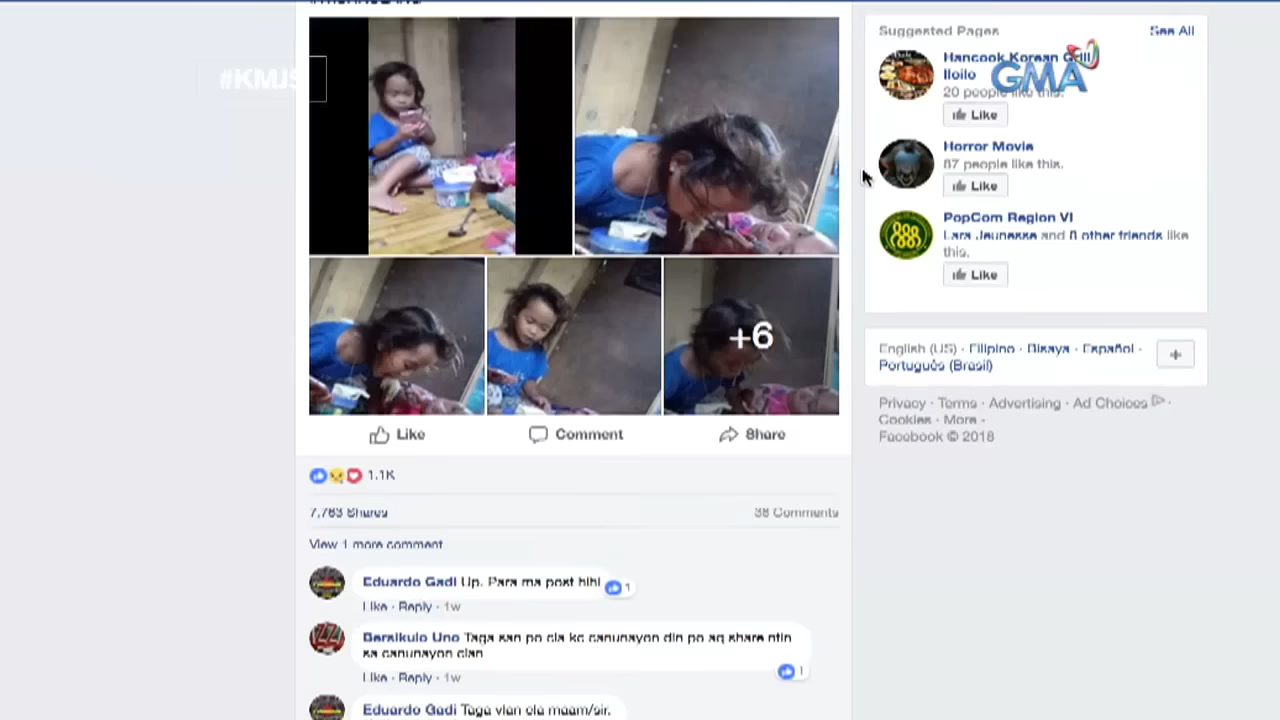 #KMJS
GMA
+6
Like
Comment
Share
1.1K
7,763 Shares
38 Comments
View 1 more comment
Eduardo Gadi Up. Para ma post hihi
1
Like · Reply · 1w
Uno Taga san po cla kc canunayon din po aq share ntin
sa canunayon clan
1
Like · Reply · 1w
Eduardo Gadi Taga vlan cla maam/sir.
Suggested Pages
See All
Hancook Korean Grill
Iloilo
20 people like this.
Like
Horror Movie
87 people like this.
Like
PopCom Region VI
and 8 other friends like
this.
Like
English (US) · Filipino · Bisaya · Español ·
Português (Brasil)
+
Privacy · Terms · Advertising · Ad Choices ·
Cookies · More ·
Facebook © 2018